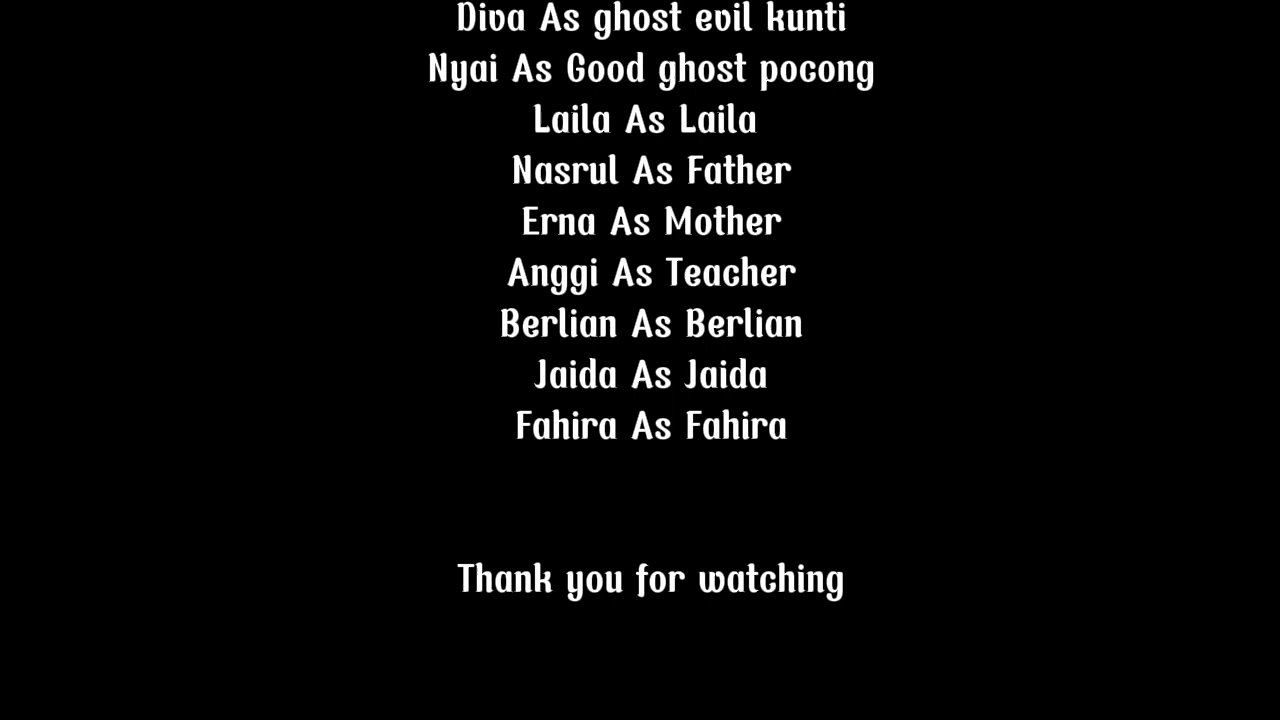 Diva As ghost evil kunti
Nyai As Good ghost pocong
Laila As Laila
Nasrul As Father
Erna As Mother
Anggi As Teacher
Berlian As Berlian
Jaida As Jaida
Fahira As Fahira
Thank you for watching